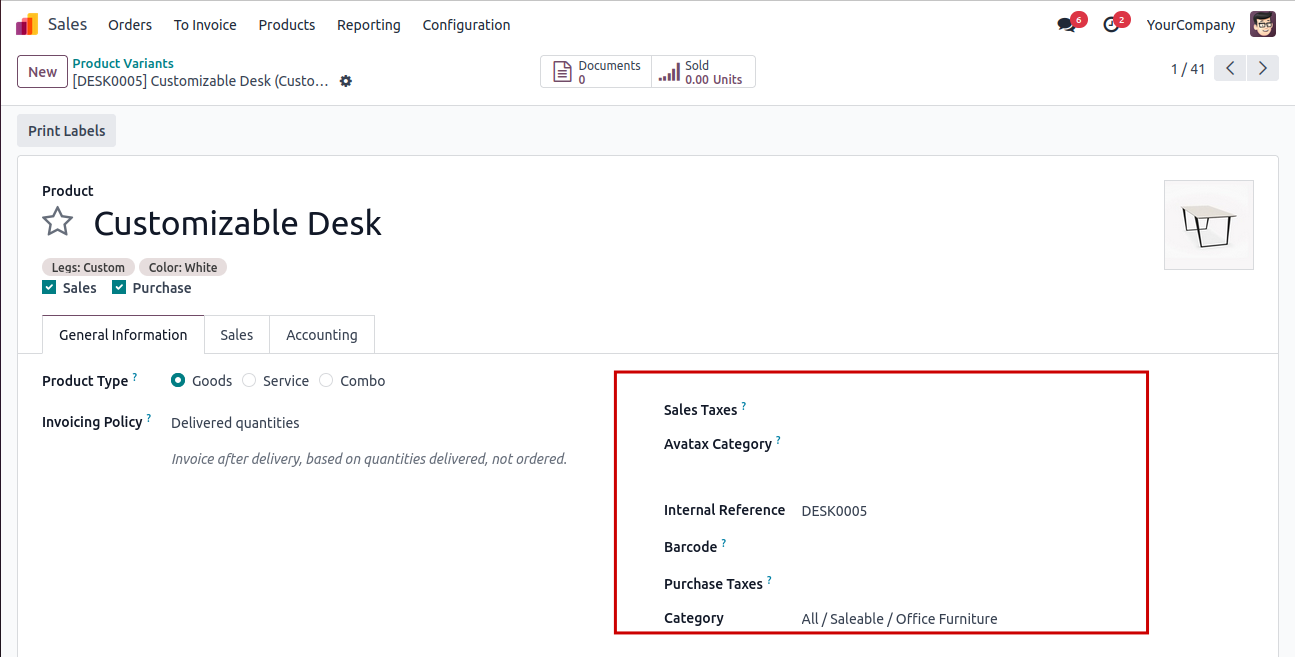 Sales Orders To Invoice Products Reporting Configuration 6 2 YourCompany
New Product Variants
[DESK0005] Customizable Desk (Custo...
Documents
0
Sold
0.00 Units
1 / 41
Print Labels
Product
Customizable Desk
Legs: Custom Color: White
Sales Purchase
General Information Sales Accounting
Product Type ? Goods Service Combo
Invoicing Policy ? Delivered quantities
Invoice after delivery, based on quantities delivered, not ordered.
Sales Taxes ?
Avatax Category ?
Internal Reference DESK0005
Barcode ?
Purchase Taxes ?
Category All / Saleable / Office Furniture